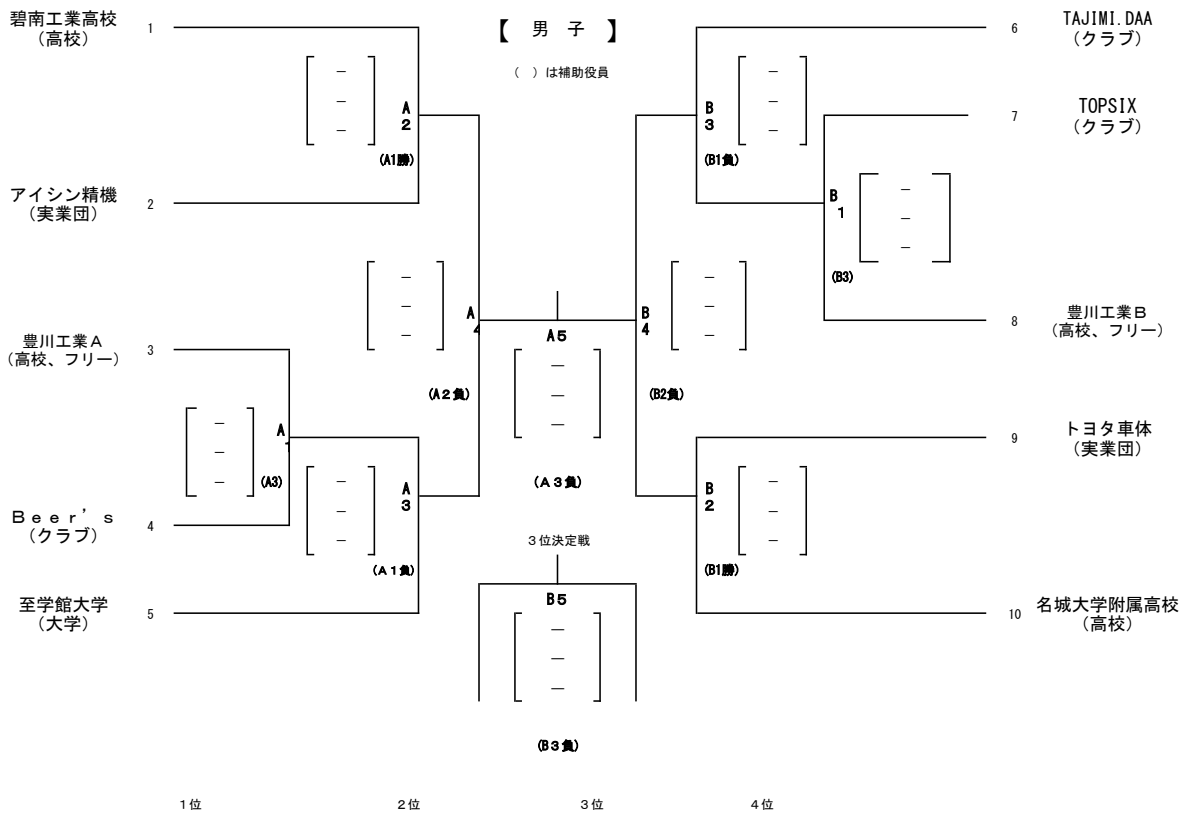 【 男 子 】
（ ）は補助役員
碧南工業高校
（高校）
1
アイシン精機
（実業団）
2
豊川工業Ａ
（高校、フリー）
3
Ｂｅｅｒ’ｓ
（クラブ）
4
至学館大学
（大学）
5
－
－
－
A
2
(A1勝)
－
－
－
A
1
(A3)
－
－
－
A
3
(Ａ１負)
－
－
－
A
4
(A２負)
A5
－
－
－
(Ａ３負)
３位決定戦
B5
－
－
－
(B３負)
TAJIMI.DAA
（クラブ）
6
TOPSIX
（クラブ）
7
豊川工業Ｂ
（高校、フリー）
8
トヨタ車体
（実業団）
9
名城大学附属高校
（高校）
10
B
3
－
－
－
(B1負)
B
1
－
－
－
(B3)
B
4
－
－
－
(B2負)
B
2
－
－
－
(B1勝)
１位
２位
３位
４位